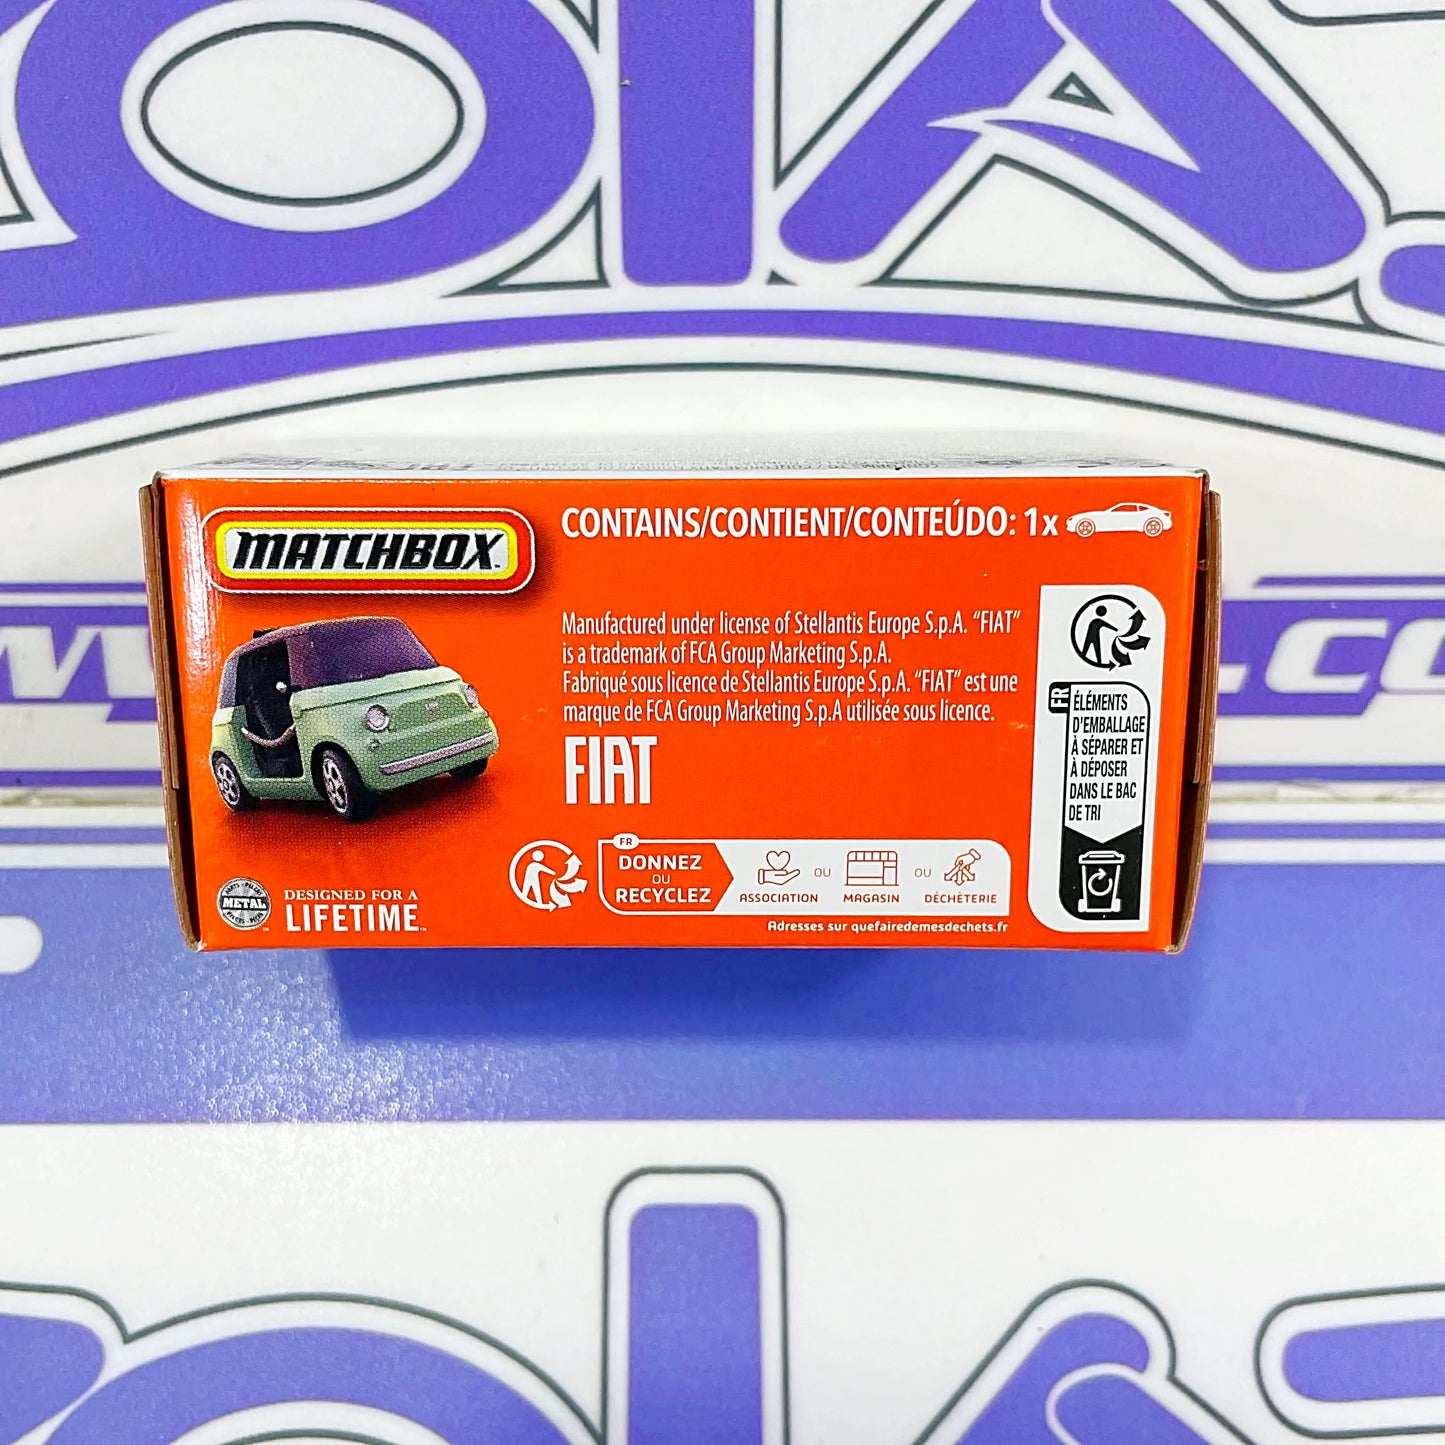 MATCHBOX
CONTAINS/CONTIENT/CONTEÚDO: 1x
Manufactured under license of Stellantis Europe S.p.A. “FIAT”
is a trademark of FCA Group Marketing S.p.A.
Fabriqué sous licence de Stellantis Europe S.p.A. “FIAT” est une
marque de FCA Group Marketing S.p.A utilisée sous licence.
FIAT
METAL
DESIGNED FOR A
LIFETIME™
FR
DONNEZ
OU
RECYCLEZ
ASSOCIATION
OU
MAGASIN
OU
DÉCHÈTERIE
Adresses sur quefairedemesdechets.fr
FR
ÉLÉMENTS
D'EMBALLAGE
À SÉPARER ET
À DÉPOSER
DANS LE BAC
DE TRI